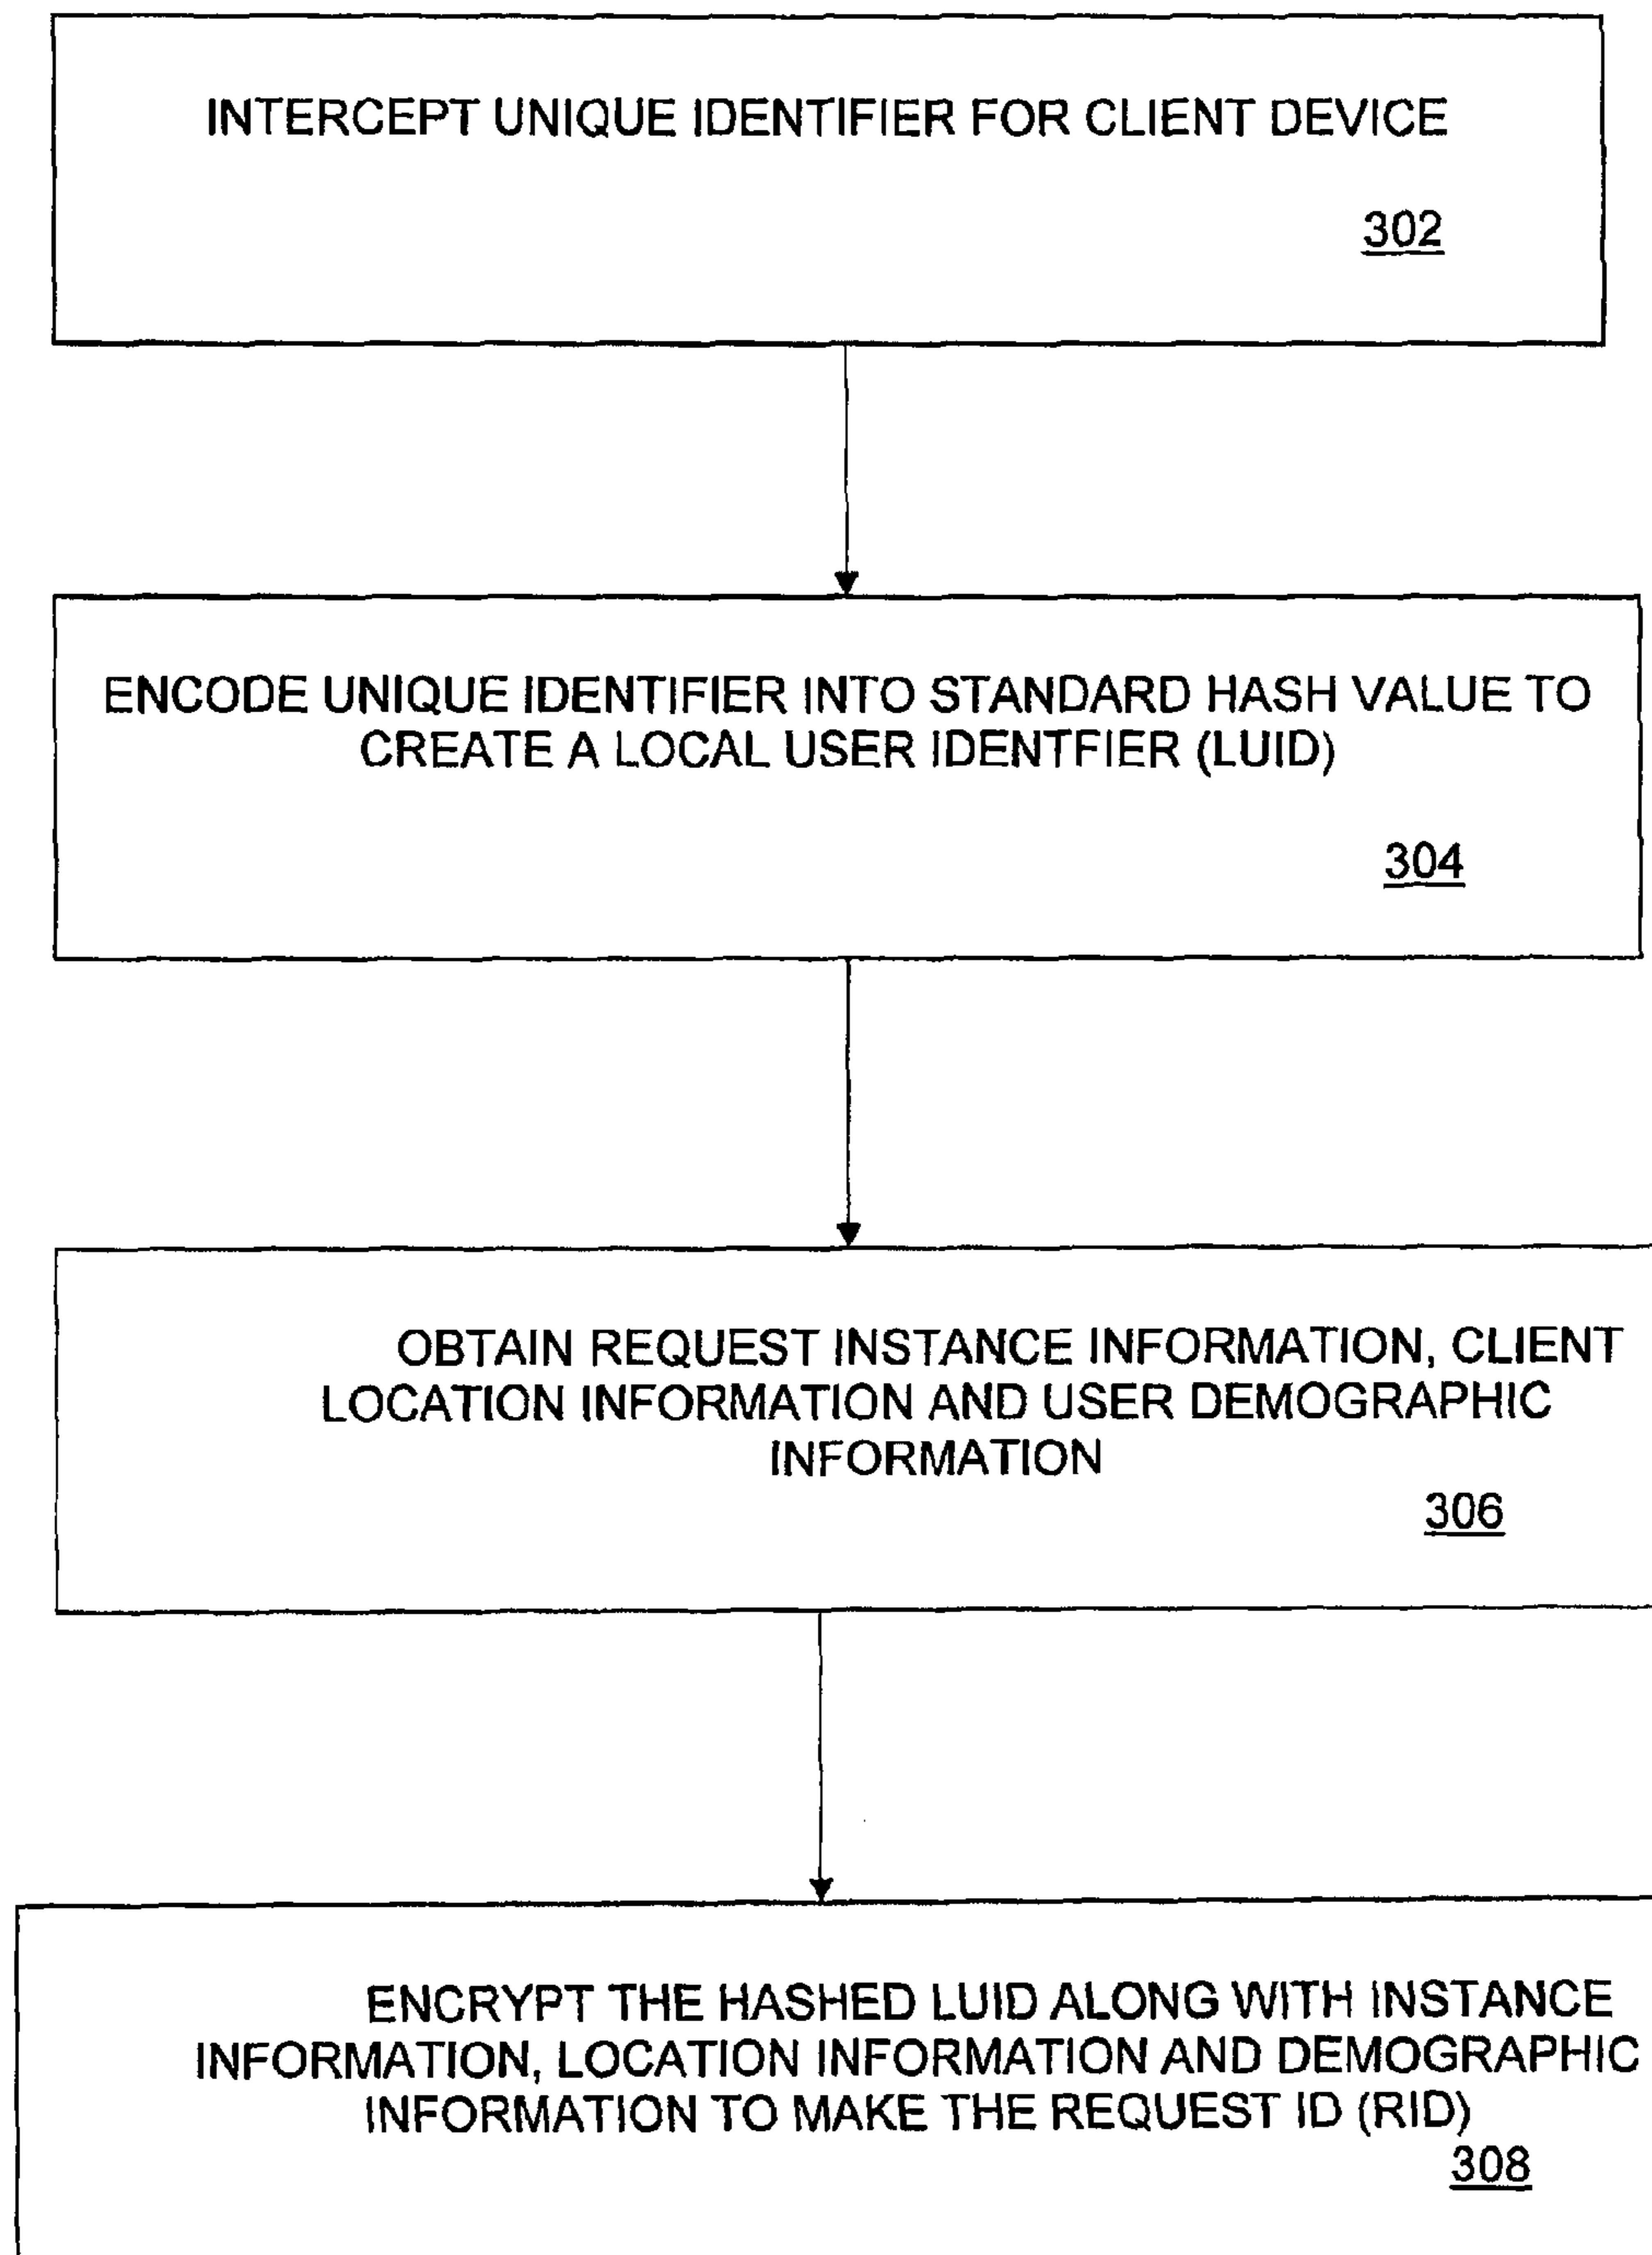 INTERCEPT UNIQUE IDENTIFIER FOR CLIENT DEVICE
302
ENCODE UNIQUE IDENTIFIER INTO STANDARD HASH VALUE TO
CREATE A LOCAL USER IDENTFIER (LUID)
304
OBTAIN REQUEST INSTANCE INFORMATION, CLIENT
LOCATION INFORMATION AND USER DEMOGRAPHIC
INFORMATION
306
ENCRYPT THE HASHED LUID ALONG WITH INSTANCE
INFORMATION, LOCATION INFORMATION AND DEMOGRAPHIC
INFORMATION TO MAKE THE REQUEST ID (RID)
308